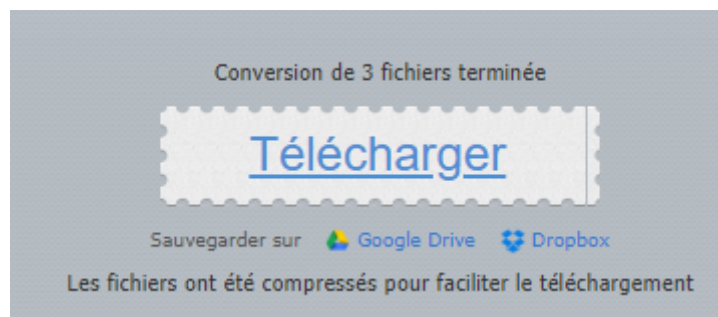 Conversion de 3 fichiers terminée
Télécharger
Sauvegarder sur Google Drive Dropbox
Les fichiers ont été compressés pour faciliter le téléchargement